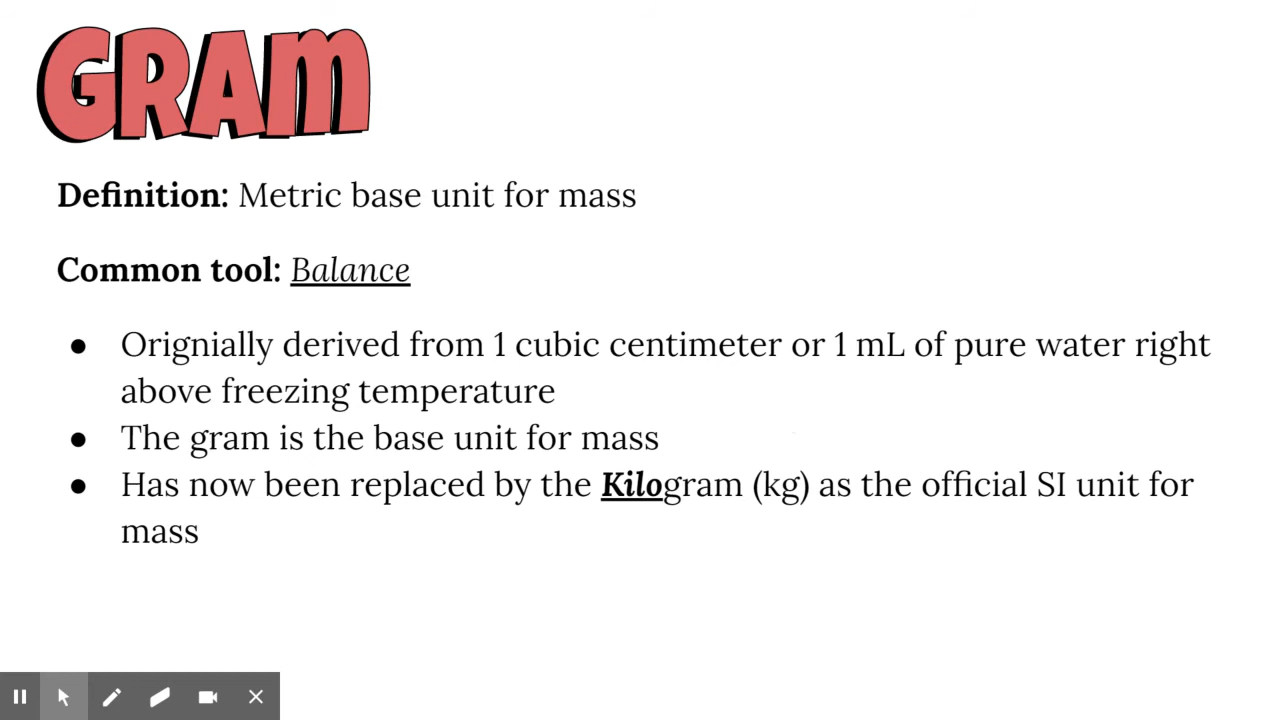 GRAM
Definition: Metric base unit for mass
Common tool: Balance
● Orignially derived from 1 cubic centimeter or 1 mL of pure water right
above freezing temperature
● The gram is the base unit for mass
● Has now been replaced by the Kilogram (kg) as the official SI unit for
mass